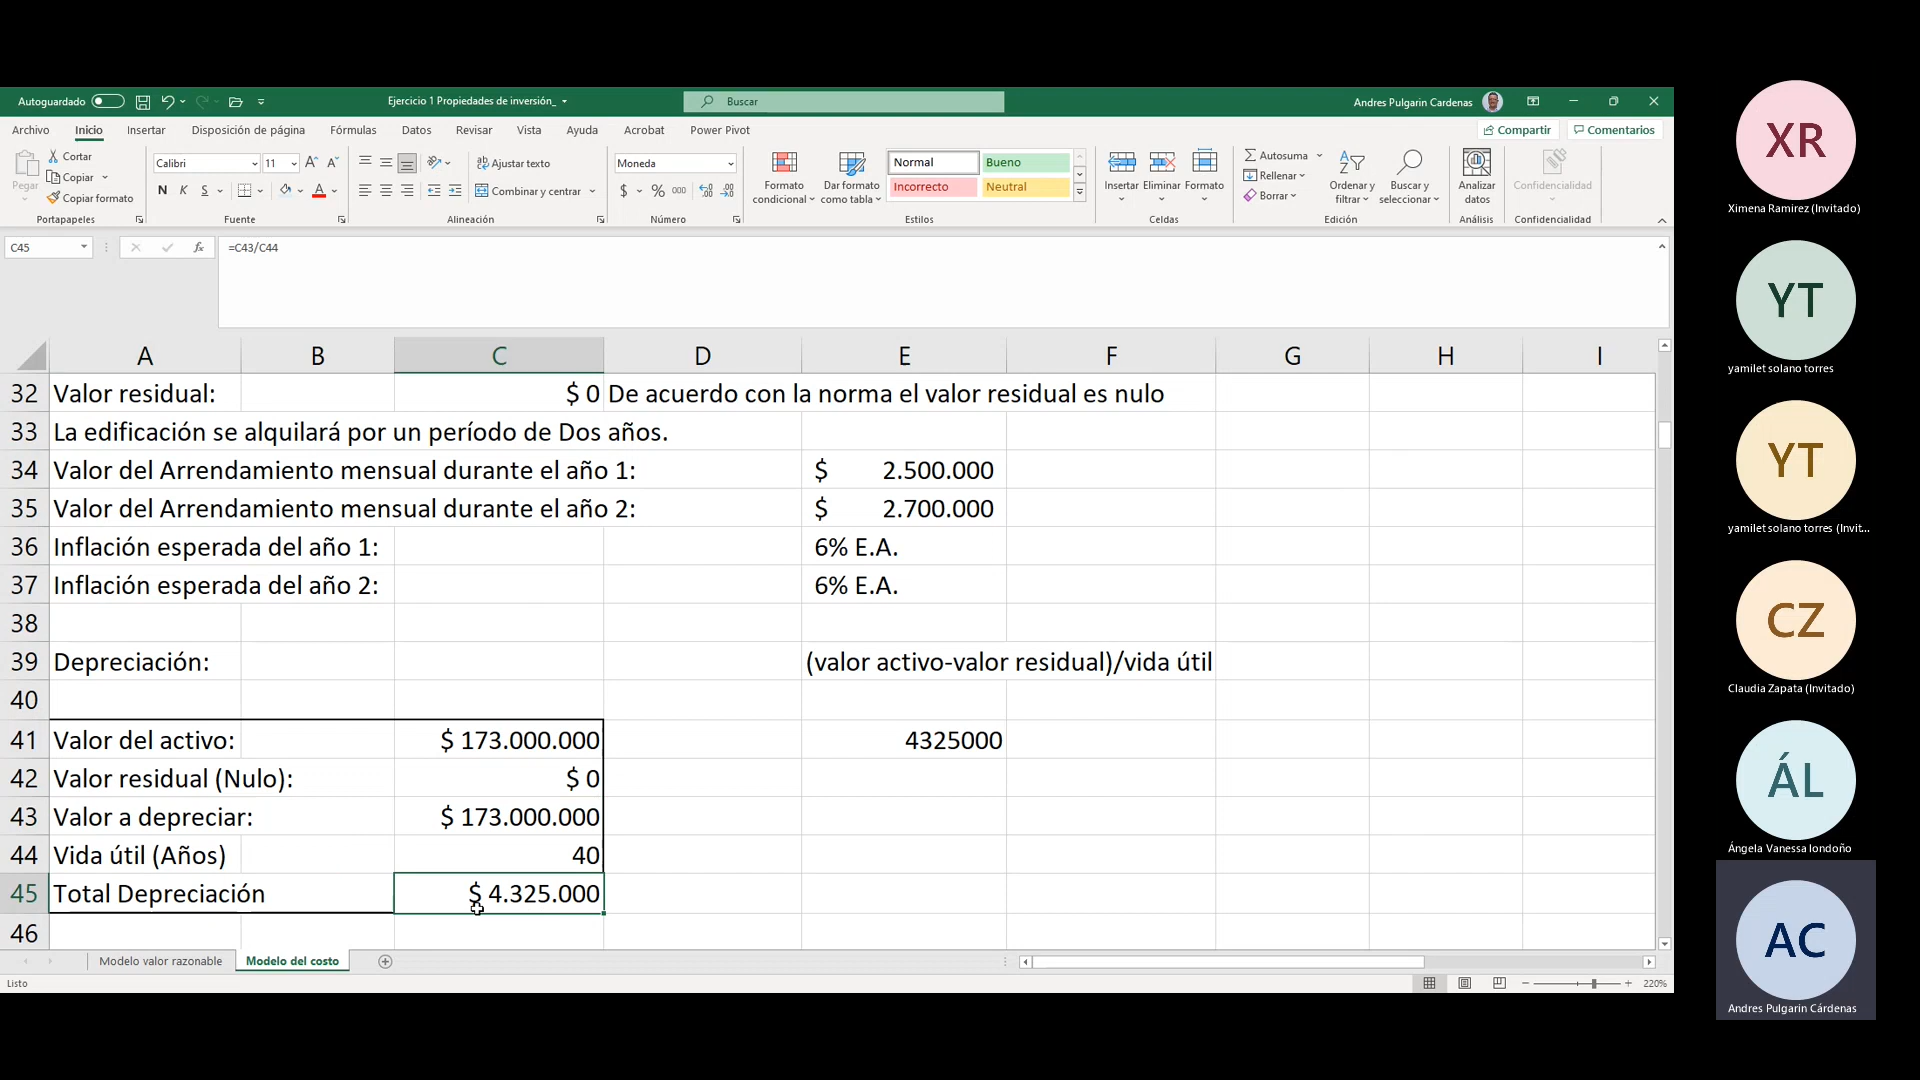 Autoguardado
Ejercicio 1 Propiedades de inversión_
Buscar
Andres Pulgarin Cardenas
Archivo Inicio Insertar Disposición de página Fórmulas Datos Revisar Vista Ayuda Acrobat Power Pivot
Compartir Comentarios
Pegar
Cortar
Copiar
Copiar formato
Portapapeles
Calibri 11
N K S
Fuente
Ajustar texto
Combinar y centrar
Alineación
Moneda
$ % 000
Número
Formato condicional
Dar formato como tabla
Normal Bueno
Incorrecto Neutral
Estilos
Insertar Eliminar Formato
Celdas
Autosuma
Rellenar
Borrar
Ordenar y filtrar
Buscar y seleccionar
Edición
Analizar datos
Análisis
Confidencialidad
Confidencialidad
C45 fx =C43/C44
A B C D E F G H I
32 Valor residual: $ 0 De acuerdo con la norma el valor residual es nulo
33 La edificación se alquilará por un período de Dos años.
34 Valor del Arrendamiento mensual durante el año 1: $ 2.500.000
35 Valor del Arrendamiento mensual durante el año 2: $ 2.700.000
36 Inflación esperada del año 1: 6% E.A.
37 Inflación esperada del año 2: 6% E.A.
38
39 Depreciación: (valor activo-valor residual)/vida útil
40
41 Valor del activo: $ 173.000.000 4325000
42 Valor residual (Nulo): $ 0
43 Valor a depreciar: $ 173.000.000
44 Vida útil (Años) 40
45 Total Depreciación $ 4.325.000
46
Modelo valor razonable Modelo del costo
Listo
220%
XR
Ximena Ramirez (Invitado)
YT
yamilet solano torres
YT
yamilet solano torres (Invit...
CZ
Claudia Zapata (Invitado)
ÁL
Ángela Vanessa londoño
AC
Andres Pulgarin Cárdenas